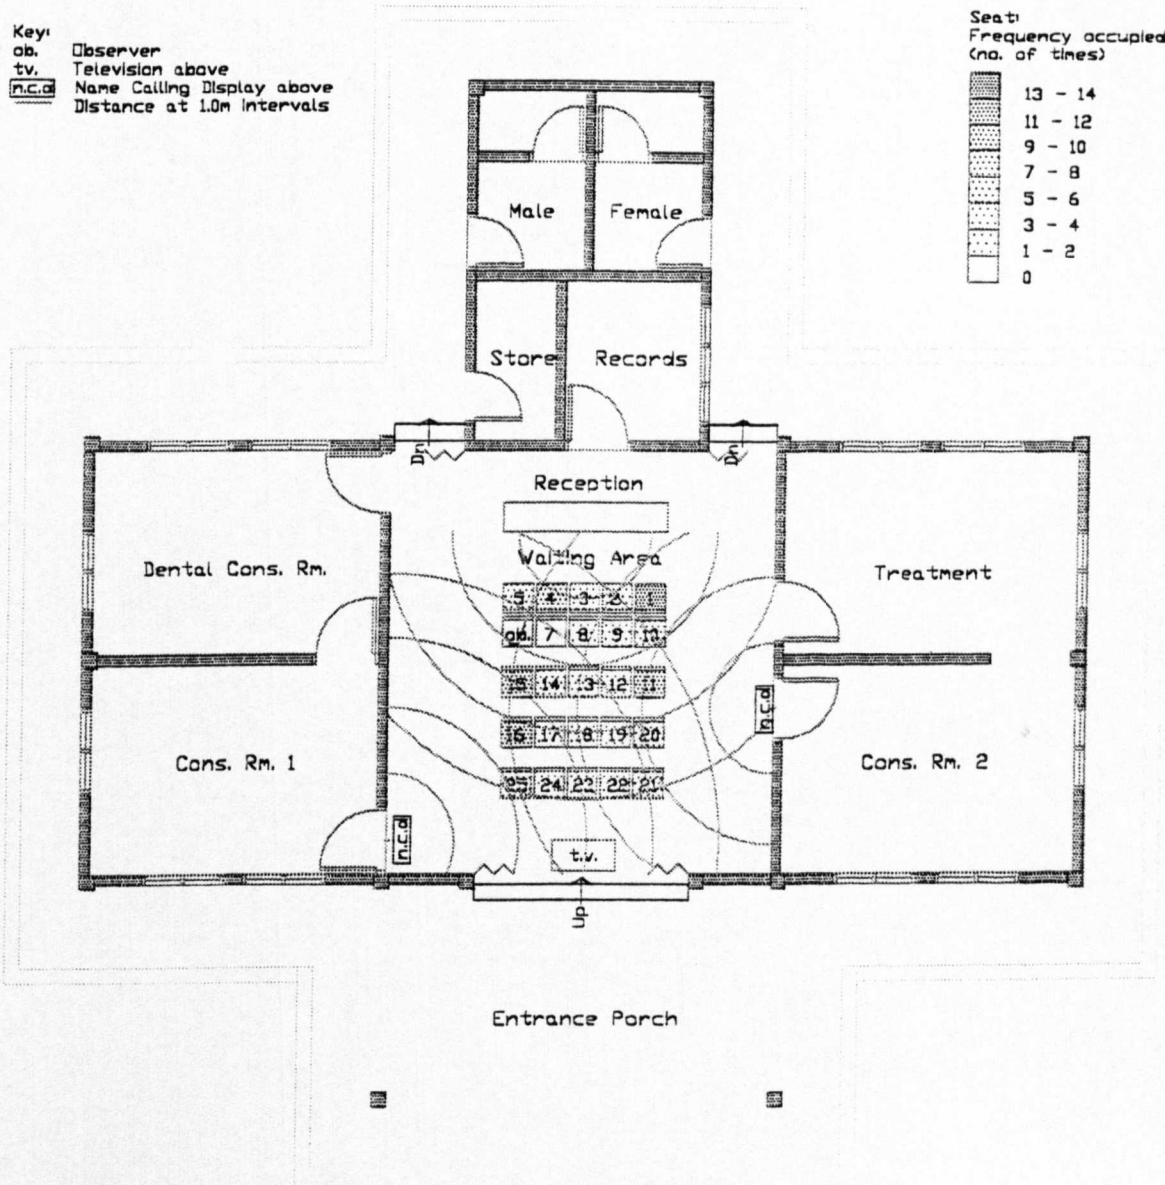 Key:
ob. Observer
tv. Television above
n.c.d Name Calling Display above
Distance at 1.0m intervals
Seat:
Frequency occupied
(no. of times)
13 - 14
11 - 12
9 - 10
7 - 8
5 - 6
3 - 4
1 - 2
0
Male
Female
Store
Records
Dn
Dn
Reception
Waiting Area
Dental Cons. Rm.
Treatment
5 4 3 2 1
ob. 7 8 9 10
15 14 13 12 11
16 17 18 19 20
25 24 23 22 21
n.c.d
Cons. Rm. 1
Cons. Rm. 2
n.c.d
t.v.
Up
Entrance Porch